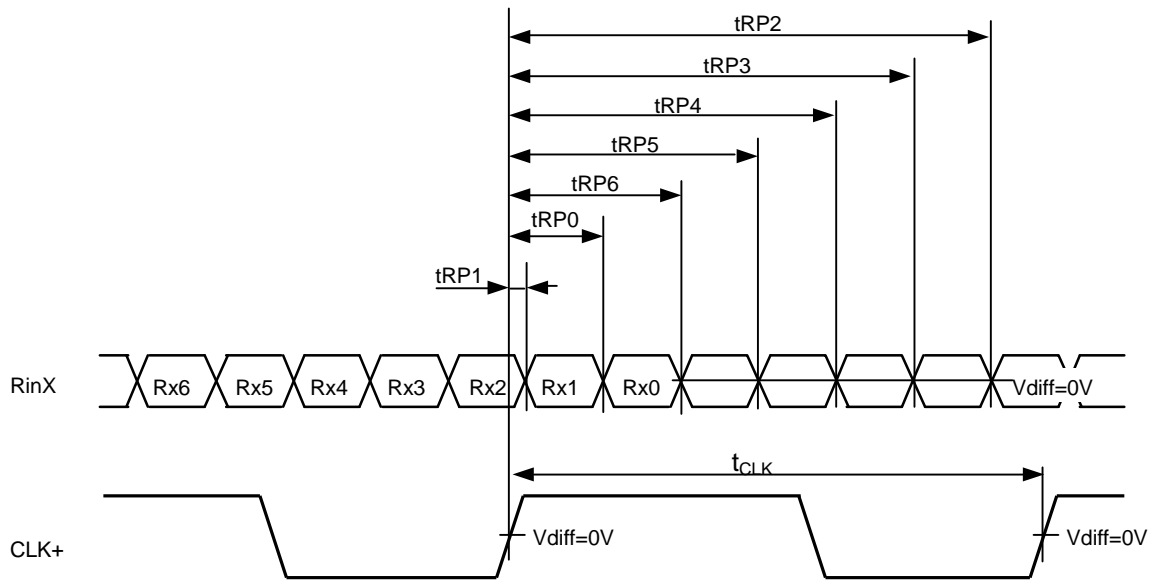 tRP2
tRP3
tRP4
tRP5
tRP6
tRP0
tRP1
RinX Rx6 Rx5 Rx4 Rx3 Rx2 Rx1 Rx0 Vdiff=0V
tCLK
CLK+ Vdiff=0V Vdiff=0V